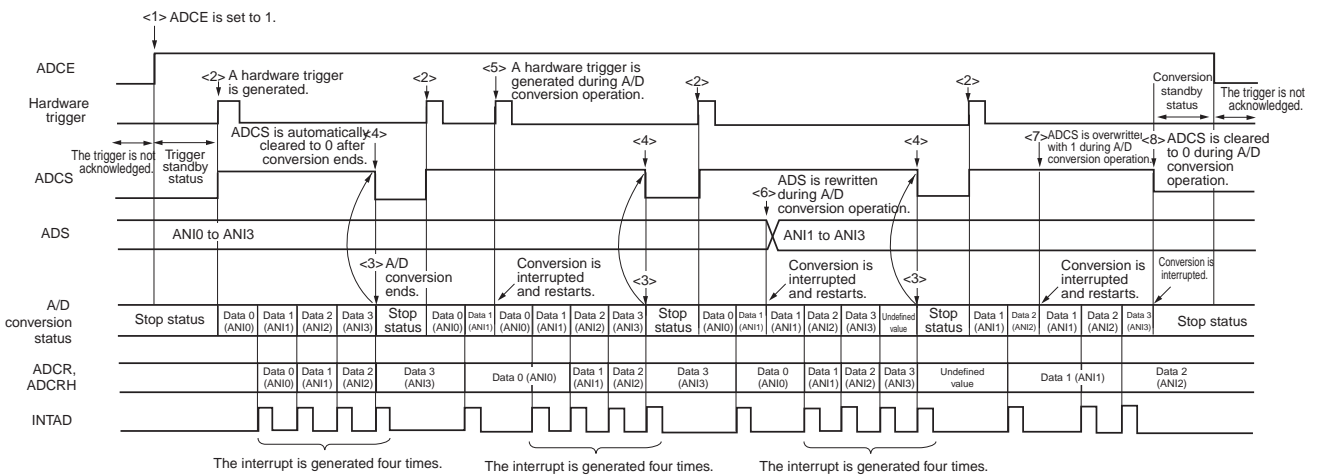 <1> ADCE is set to 1.
ADCE
<2> A hardware trigger
is generated.
<2>
<5> A hardware trigger is
generated during A/D
conversion operation.
<2>
<2>
Conversion
standby
status
The trigger is not
acknowledged.
Hardware
trigger
The trigger is not
acknowledged.
Trigger
standby
status
ADCS is automatically
cleared to 0 after
conversion ends.
<4>
<4>
<4>
<7> ADCS is overwritten
with 1 during A/D
conversion operation.
<8> ADCS is cleared
to 0 during A/D
conversion
operation.
ADCS
<6> ADS is rewritten
during A/D
conversion operation.
ADS
ANI0 to ANI3
ANI1 to ANI3
<3> A/D
conversion
ends.
Conversion is
interrupted
and restarts.
<3>
Conversion is
interrupted
and restarts.
<3>
Conversion is
interrupted
and restarts.
Conversion is
interrupted.
A/D
conversion
status
Stop status
Data 0
(ANI0)
Data 1
(ANI1)
Data 2
(ANI2)
Data 3
(ANI3)
Stop
status
Data 0
(ANI0)
Data 1
(ANI1)
Data 0
(ANI0)
Data 1
(ANI1)
Data 2
(ANI2)
Data 3
(ANI3)
Stop
status
Data 0
(ANI0)
Data 1
(ANI1)
Data 1
(ANI1)
Data 2
(ANI2)
Data 3
(ANI3)
Undefined
value
Stop
status
Data 1
(ANI1)
Data 2
(ANI2)
Data 1
(ANI1)
Data 2
(ANI2)
Data 3
(ANI3)
Stop status
ADCR,
ADCRH
Data 0
(ANI0)
Data 1
(ANI1)
Data 2
(ANI2)
Data 3
(ANI3)
Data 0 (ANI0)
Data 1
(ANI1)
Data 2
(ANI2)
Data 3
(ANI3)
Data 0
(ANI0)
Data 1
(ANI1)
Data 2
(ANI2)
Data 3
(ANI3)
Undefined
value
Data 1 (ANI1)
Data 2
(ANI2)
INTAD
The interrupt is generated four times.
The interrupt is generated four times.
The interrupt is generated four times.